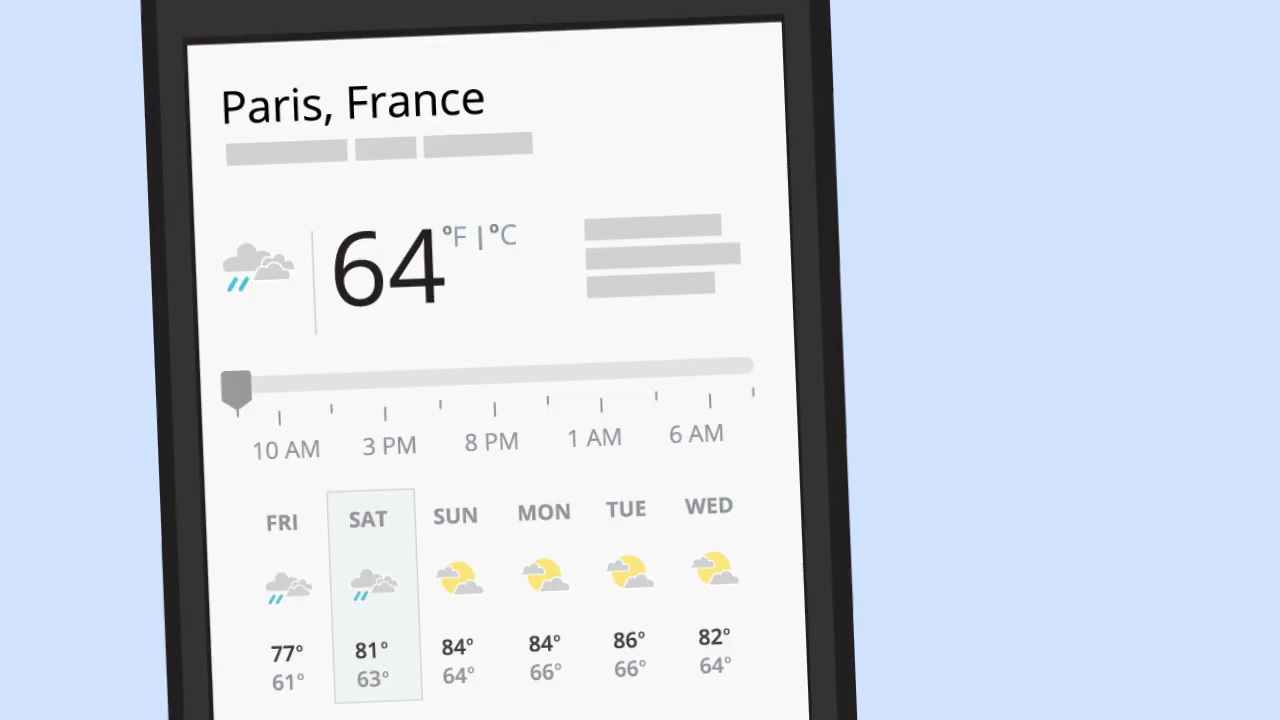 Paris, France
64 °F | °C
10 AM 3 PM 8 PM 1 AM 6 AM
FRI SAT SUN MON TUE WED
77° 81° 84° 84° 86° 82°
61° 63° 64° 66° 66° 64°